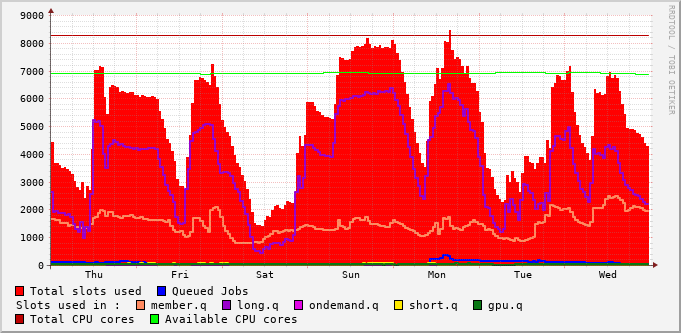 9000
8000
7000
6000
5000
4000
3000
2000
1000
0
Thu Fri Sat Sun Mon Tue Wed
RRDTOOL / TOBI OETIKER
Total slots used Queued Jobs
Slots used in : member.q long.q ondemand.q short.q gpu.q
Total CPU cores Available CPU cores